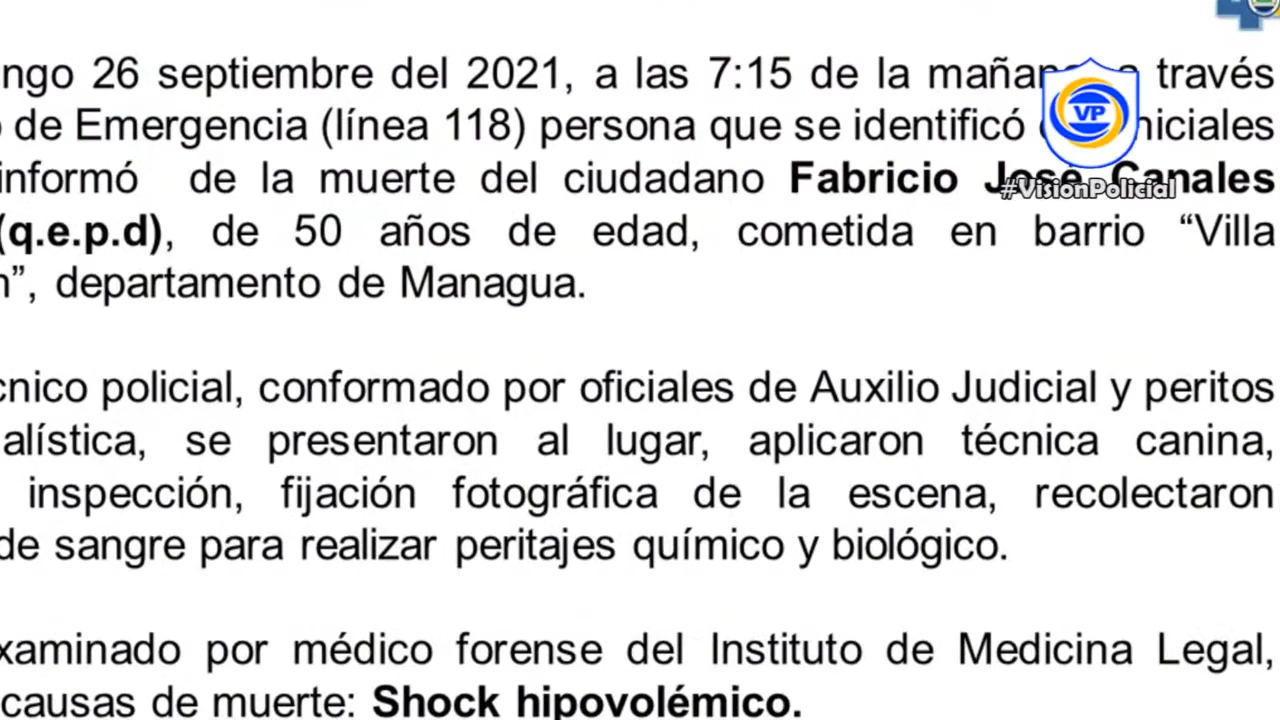 ngo 26 septiembre del 2021, a las 7:15 de la mañana a través
de Emergencia (línea 118) persona que se identificó niciales
informó de la muerte del ciudadano Fabricio José Canales
(q.e.p.d), de 50 años de edad, cometida en barrio “Villa
n”, departamento de Managua.
cnico policial, conformado por oficiales de Auxilio Judicial y peritos
alística, se presentaron al lugar, aplicaron técnica canina,
inspección, fijación fotográfica de la escena, recolectaron
de sangre para realizar peritajes químico y biológico.
xaminado por médico forense del Instituto de Medicina Legal,
causas de muerte: Shock hipovolémico.
VP
#VisionPolicial